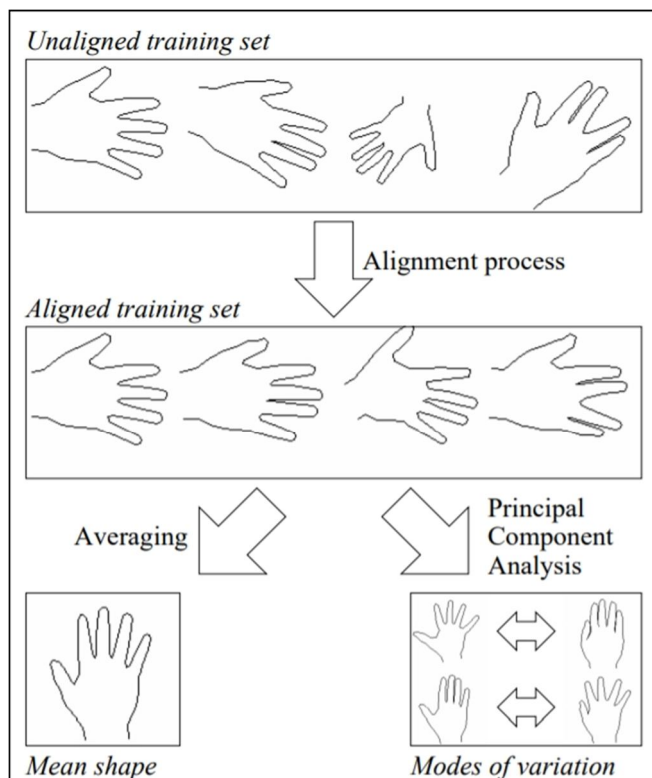 Unaligned training set
Alignment process
Aligned training set
Averaging
Principal
Component
Analysis
Mean shape
Modes of variation